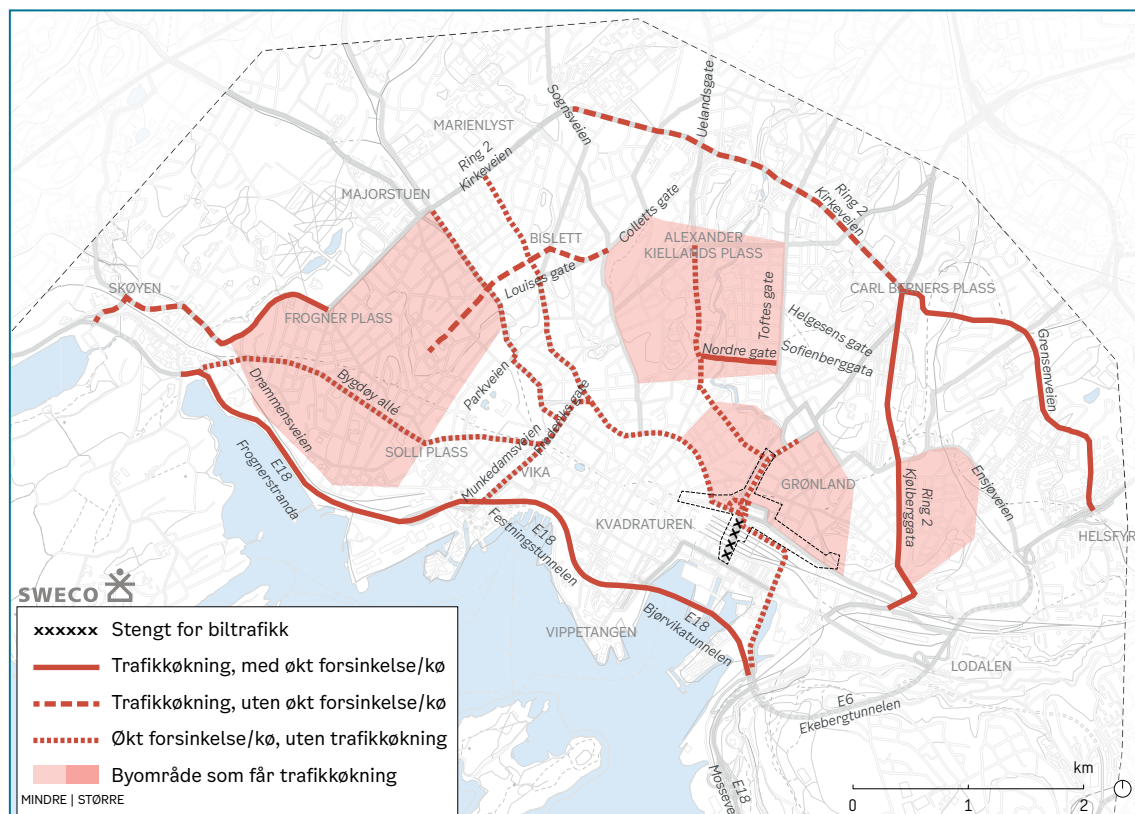 Sognsveien
Uelandsgate
MARIENLYST
Ring 2
Kirkeveien
MAJORSTUEN
Ring 2
Kirkeveien
BISLETT
Colletts gate
ALEXANDER
KIELLANDS PLASS
Louises gate
SKØYEN
CARL BERNERS PLASS
FROGNER PLASS
Toftes gate
Helgesens gate
Sofienberggata
Nordre gate
Grensenveien
Parkveien
Bygdøy allé
Drammensveien
SOLLI PLASS
Munkedamsveien
Frederiks gate
VIKA
E18
Frognerstranda
GRØNLAND
Ring 2
Kjølberggata
Ensjøveien
HELSFYR
KVADRATUREN
E18
Festningstunnelen
xxxx
E18
Bjørvikatunnelen
VIPPETANGEN
LODALEN
E6
Ekebergtunnelen
E18
SWECO
xxxxxx Stengt for biltrafikk
Trafikkøkning, med økt forsinkelse/kø
Trafikkøkning, uten økt forsinkelse/kø
Økt forsinkelse/kø, uten trafikkøkning
Byområde som får trafikkøkning
MINDRE | STØRRE
km
0 1 2